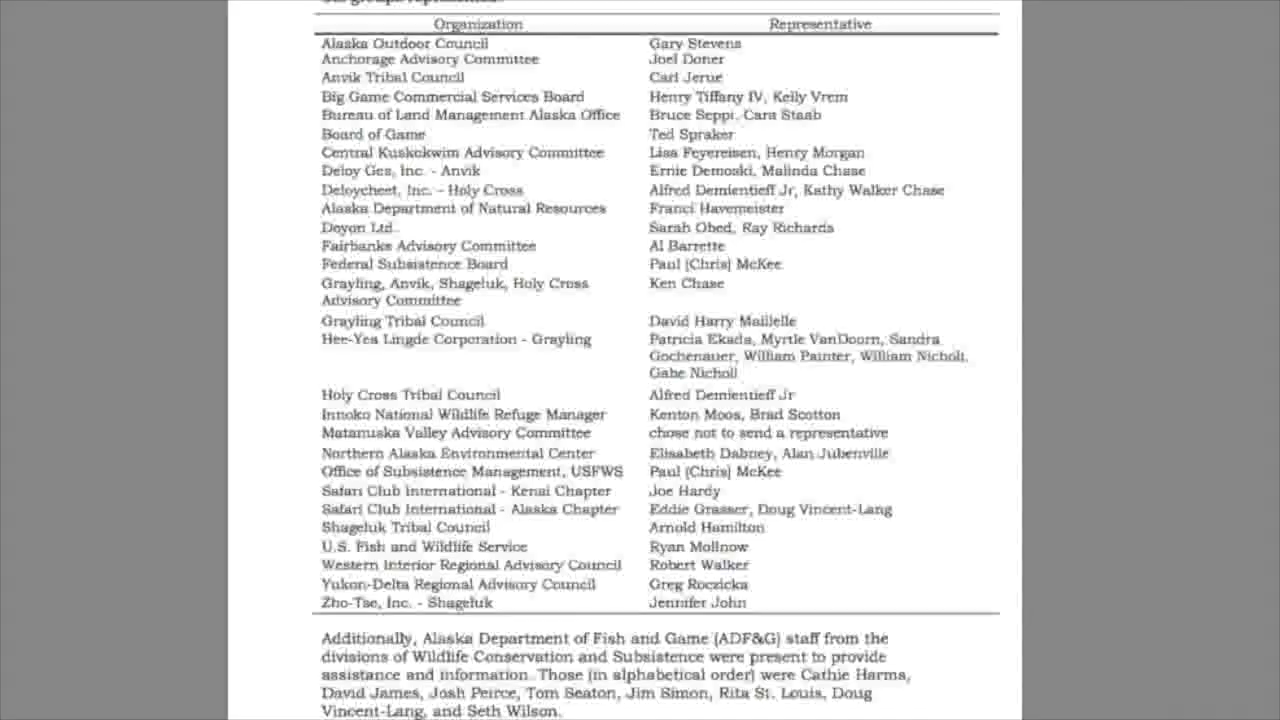 Organization Representative
Alaska Outdoor Council Gary Stevens
Anchorage Advisory Committee Joel Doner
Anvik Tribal Council Carl Jerue
Big Game Commercial Services Board Henry Tiffany IV, Kelly Vrem
Bureau of Land Management Alaska Office Bruce Seppi, Cara Staab
Board of Game Ted Spraker
Central Kuskokwim Advisory Committee Lisa Feyereisen, Henry Morgan
Deloy Ges, Inc. - Anvik Ernie Demoski, Malinda Chase
Deloycheet, Inc. - Holy Cross Alfred Demientieff Jr, Kathy Walker Chase
Alaska Department of Natural Resources Franci Havemeister
Doyon Ltd. Sarah Obed, Ray Richards
Fairbanks Advisory Committee Al Barrette
Federal Subsistence Board Paul (Chris) McKee
Grayling, Anvik, Shageluk, Holy Cross Ken Chase
Advisory Committee
Grayling Tribal Council David Harry Maillelle
Hee-Yea Lingde Corporation - Grayling Patricia Ekada, Myrtle VanDoorn, Sandra
Gochenauer, William Painter, William Nicholi,
Gabe Nicholi
Holy Cross Tribal Council Alfred Demientieff Jr
Innoko National Wildlife Refuge Manager Kenton Moos, Brad Scotton
Matanuska Valley Advisory Committee chose not to send a representative
Northern Alaska Environmental Center Elisabeth Dabney, Alan Jubenville
Office of Subsistence Management, USFWS Paul (Chris) McKee
Safari Club International - Kenai Chapter Joe Hardy
Safari Club International - Alaska Chapter Eddie Grasser, Doug Vincent-Lang
Shageluk Tribal Council Arnold Hamilton
U.S. Fish and Wildlife Service Ryan Mollnow
Western Interior Regional Advisory Council Robert Walker
Yukon-Delta Regional Advisory Council Greg Roczicka
Zho-Tse, Inc. - Shageluk Jennifer John
Additionally, Alaska Department of Fish and Game (ADF&G) staff from the
divisions of Wildlife Conservation and Subsistence were present to provide
assistance and information. Those (in alphabetical order) were Cathie Harms,
David James, Josh Peirce, Tom Seaton, Jim Simon, Rita St. Louis, Doug
Vincent-Lang, and Seth Wilson.